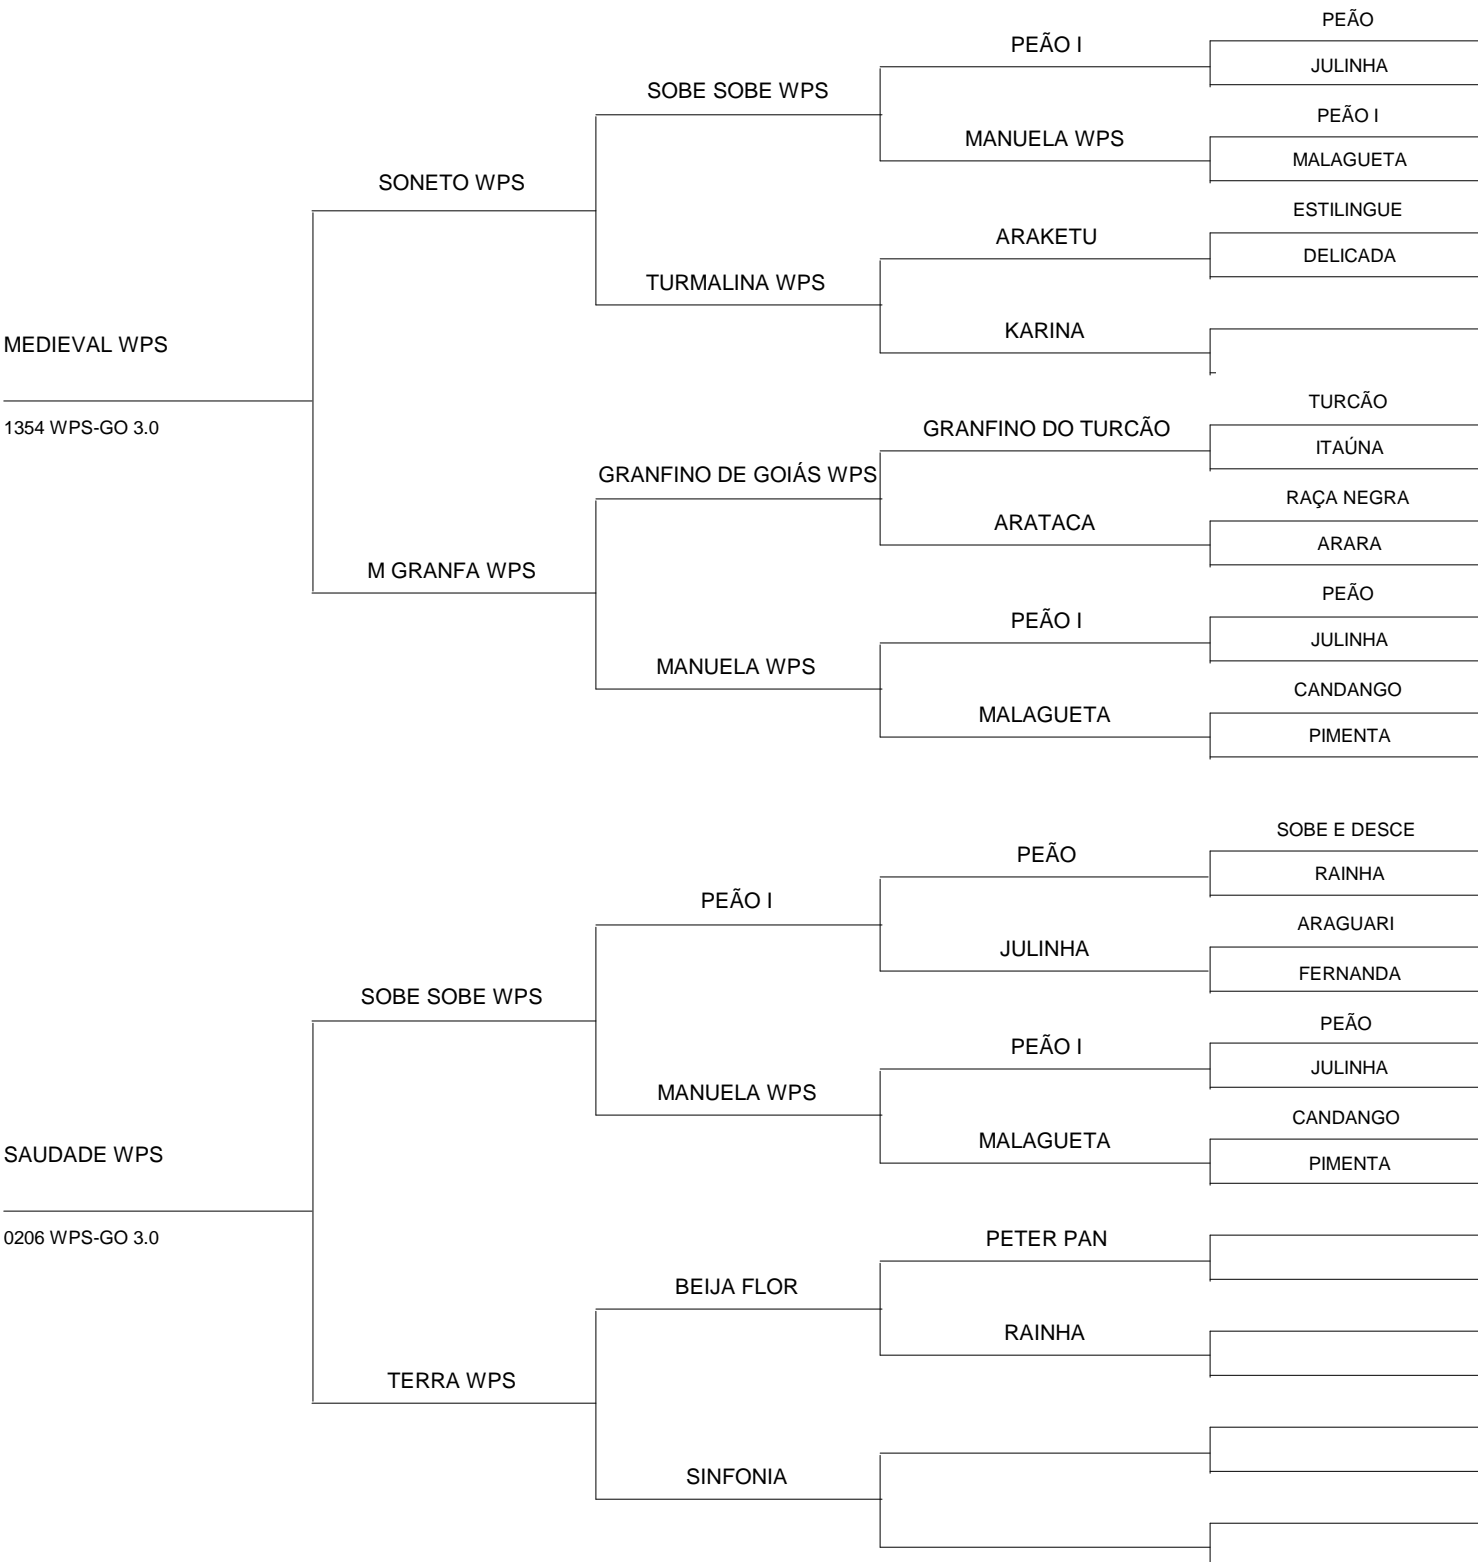 PEÃO
PEÃO I
JULINHA
SOBE SOBE WPS
PEÃO I
MANUELA WPS
MALAGUETA
SONETO WPS
ESTILINGUE
ARAKETU
DELICADA
TURMALINA WPS
KARINA
MEDIEVAL WPS
TURCÃO
1354 WPS-GO 3.0
GRANFINO DO TURCÃO
ITAÚNA
GRANFINO DE GOIÁS WPS
RAÇA NEGRA
ARATACA
ARARA
M GRANFA WPS
PEÃO
PEÃO I
JULINHA
MANUELA WPS
CANDANGO
MALAGUETA
PIMENTA
SOBE E DESCE
PEÃO
RAINHA
PEÃO I
ARAGUARI
JULINHA
FERNANDA
SOBE SOBE WPS
PEÃO
PEÃO I
JULINHA
MANUELA WPS
CANDANGO
MALAGUETA
PIMENTA
SAUDADE WPS
0206 WPS-GO 3.0
PETER PAN
BEIJA FLOR
RAINHA
TERRA WPS
SINFONIA